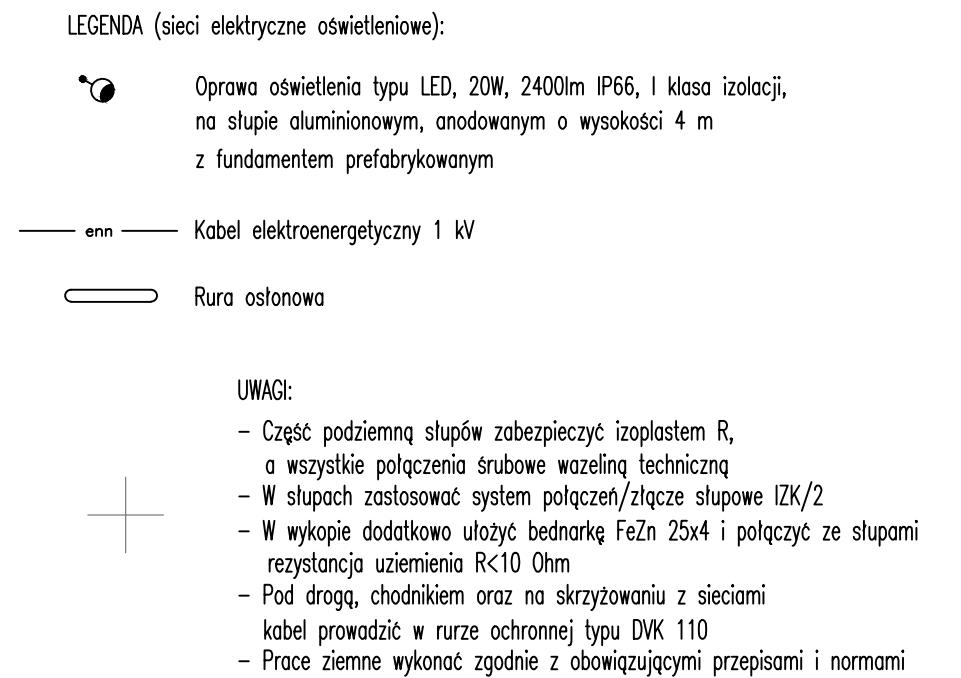 LEGENDA (sieci elektryczne oświetleniowe):
Oprawa oświetlenia typu LED, 20W, 2400lm IP66, I klasa izolacji,
na słupie aluminionowym, anodowanym o wysokości 4 m
z fundamentem prefabrykowanym
enn Kabel elektroenergetyczny 1 kV
Rura osłonowa
UWAGI:
– Część podziemną słupów zabezpieczyć izoplastem R,
a wszystkie połączenia śrubowe wazeliną techniczną
– W słupach zastosować system połączeń/złącze słupowe IZK/2
– W wykopie dodatkowo ułożyć bednarkę FeZn 25x4 i połączyć ze słupami
rezystancja uziemienia R<10 Ohm
– Pod drogą, chodnikiem oraz na skrzyżowaniu z sieciami
kabel prowadzić w rurze ochronnej typu DVK 110
– Prace ziemne wykonać zgodnie z obowiązującymi przepisami i normami